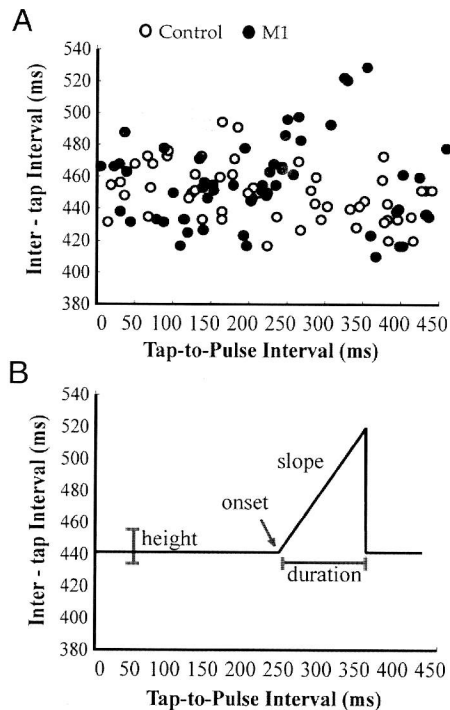 A
Control M1
Inter - tap Interval (ms)
540
520
500
480
460
440
420
400
380
0 50 100 150 200 250 300 350 400 450
Tap-to-Pulse Interval (ms)
B
Inter - tap Interval (ms)
540
520
500
480
460
440
420
400
380
slope
onset
height
duration
0 50 100 150 200 250 300 350 400 450
Tap-to-Pulse Interval (ms)